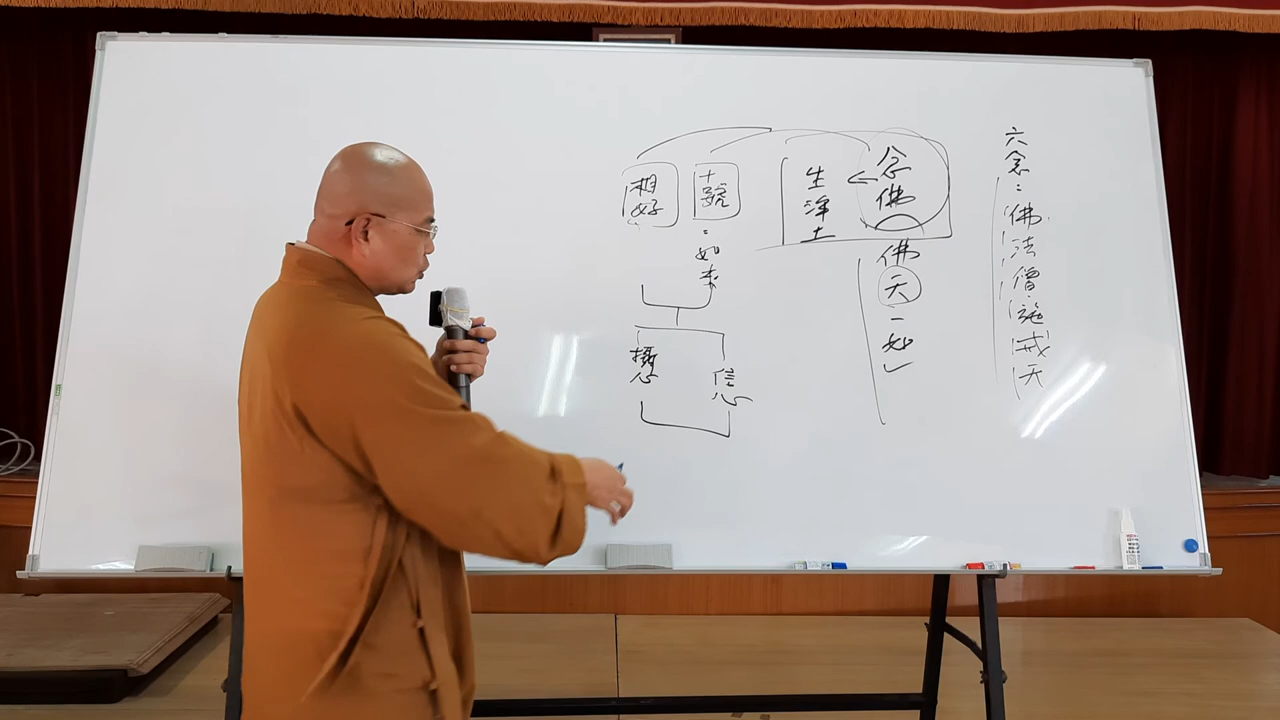 六念：佛法僧施戒天
念佛
佛天一如
生淨土
十號：如來
相好
信心
攝心